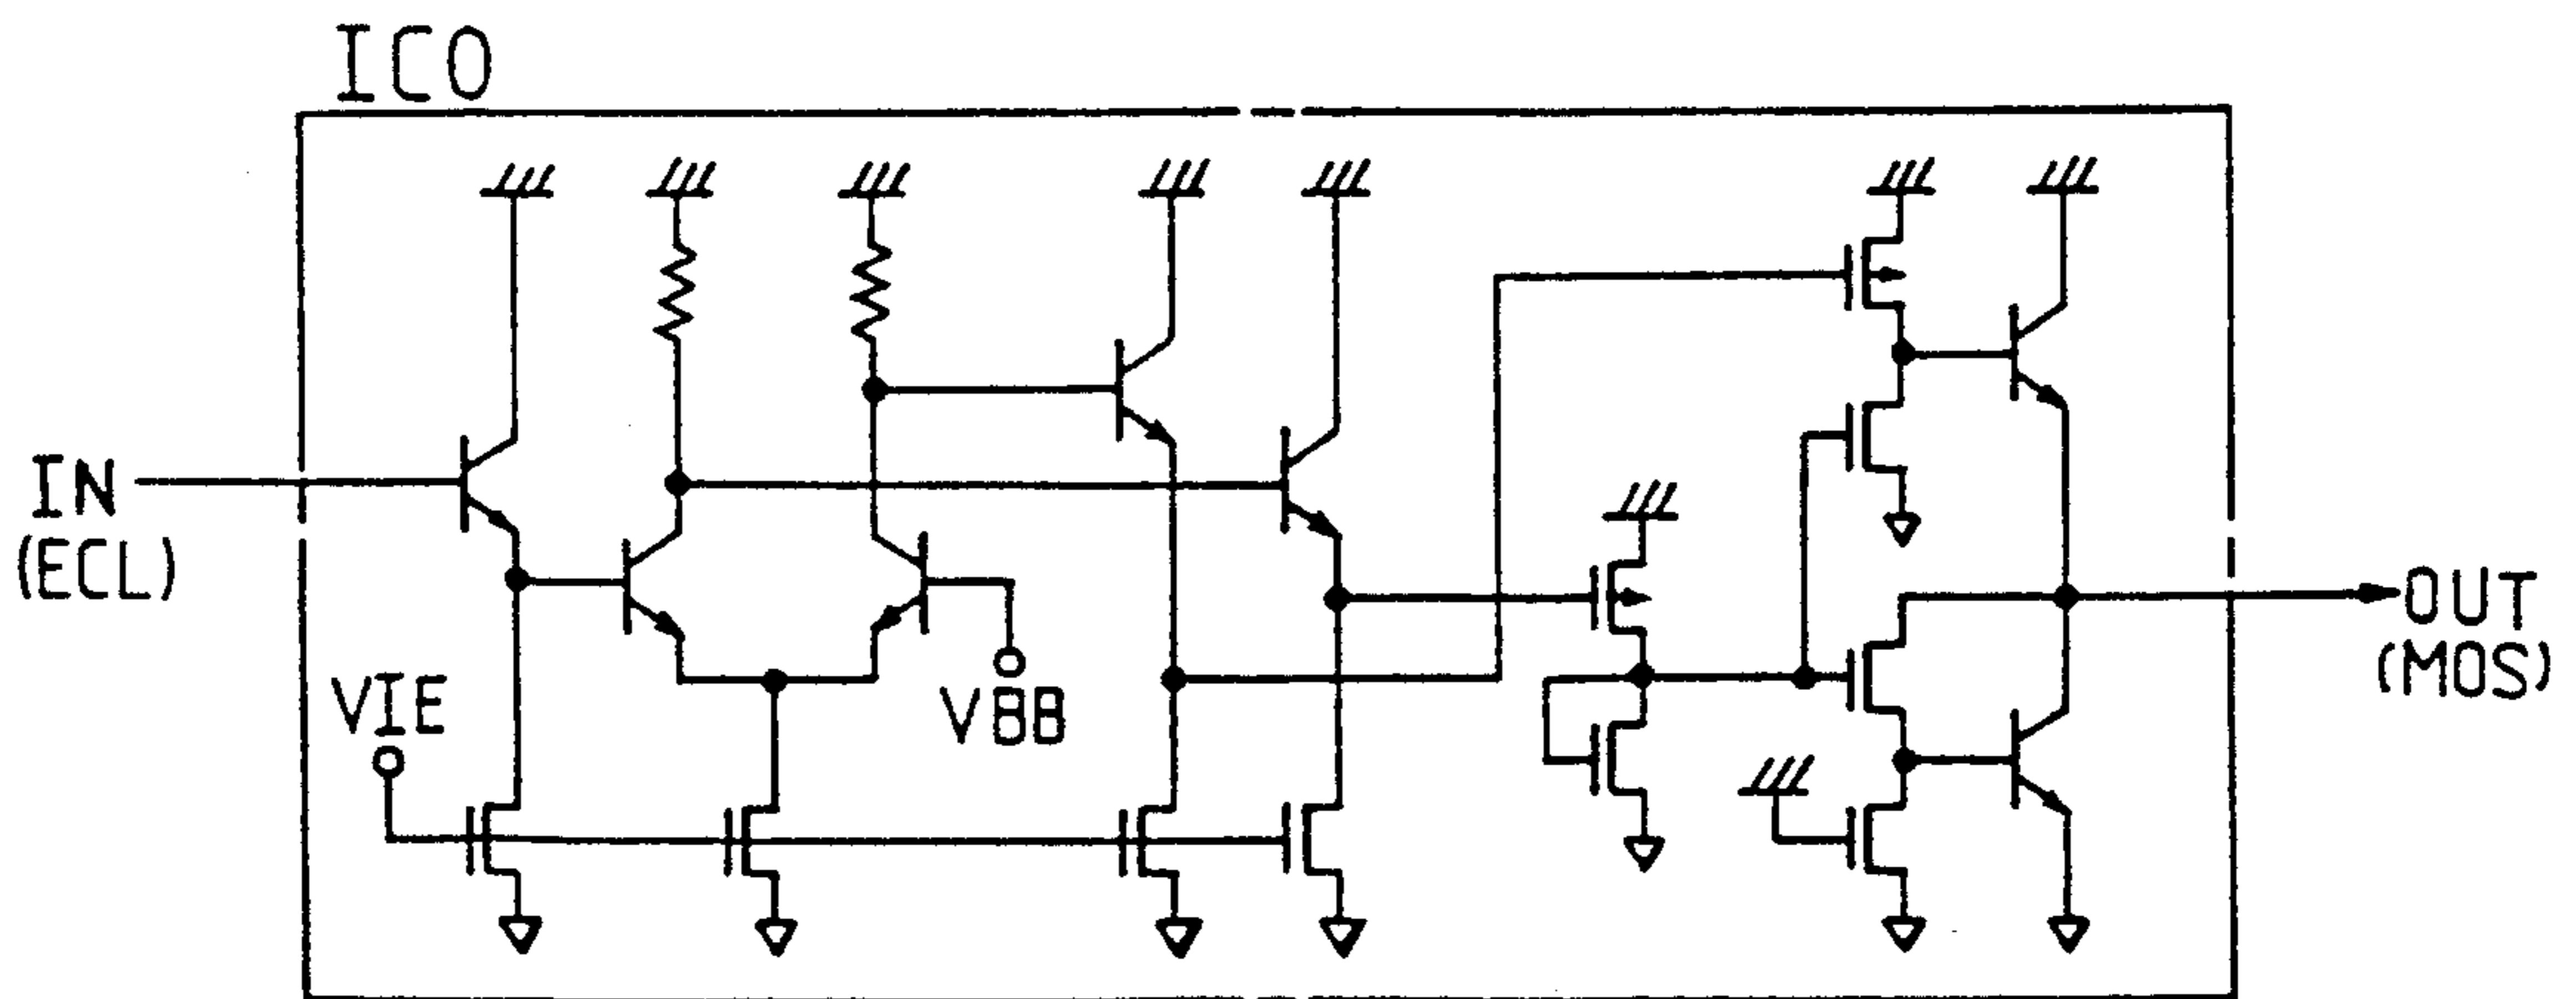 ICO
IN
(ECL)
VIE
VBB
OUT
(MOS)